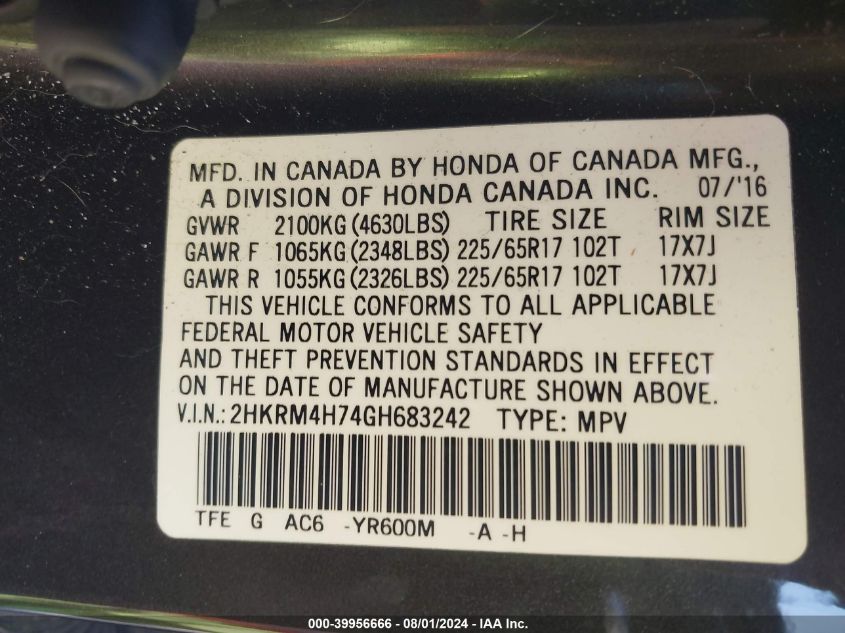 MFD. IN CANADA BY HONDA OF CANADA MFG.,
A DIVISION OF HONDA CANADA INC. 07/'16
GVWR 2100KG (4630LBS) TIRE SIZE RIM SIZE
GAWR F 1065KG (2348LBS) 225/65R17 102T 17X7J
GAWR R 1055KG (2326LBS) 225/65R17 102T 17X7J
THIS VEHICLE CONFORMS TO ALL APPLICABLE
FEDERAL MOTOR VEHICLE SAFETY
AND THEFT PREVENTION STANDARDS IN EFFECT
ON THE DATE OF MANUFACTURE SHOWN ABOVE.
V.I.N.: 2HKRM4H74GH683242 TYPE: MPV
TFE G AC6 -YR600M -A -H
000-39956666 - 08/01/2024 - IAA Inc.